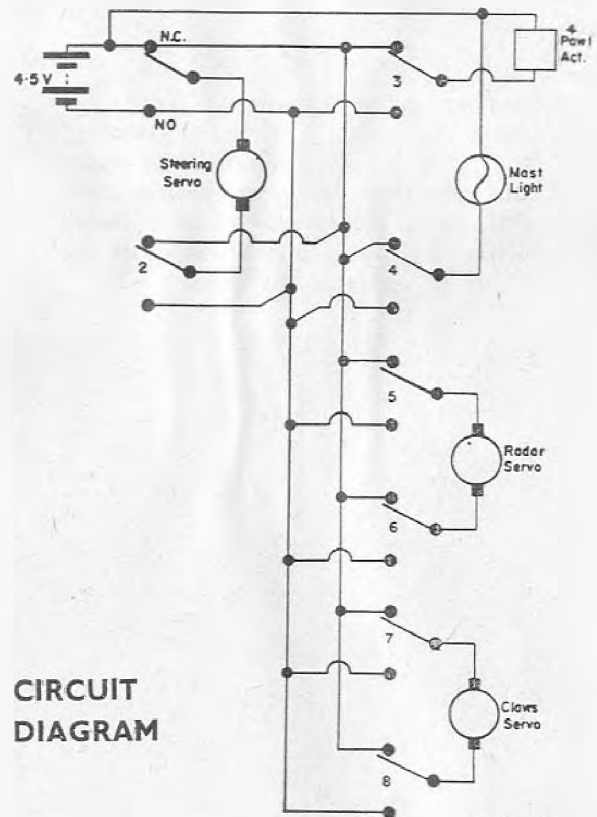 N.C.
4
Pawl
Act.
4·5 V
3
NO
Steering
Servo
Mast
Light
2
4
5
Radar
Servo
6
7
CIRCUIT
DIAGRAM
Claws
Servo
8